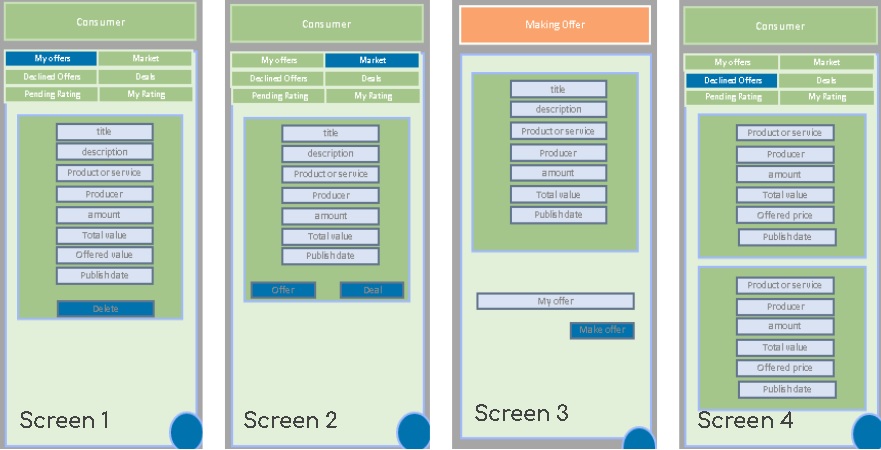 Consumer
My offers
Market
Declined Offers
Deals
Pending Rating
My Rating
title
description
Product or service
Producer
amount
Total value
Offered value
Publish date
Delete
Screen 1
Consumer
My offers
Market
Declined Offers
Deals
Pending Rating
My Rating
title
description
Product or service
Producer
amount
Total value
Publish date
Offer
Deal
Screen 2
Making Offer
title
description
Product or service
Producer
amount
Total value
Publish date
My offer
Make offer
Screen 3
Consumer
My offers
Market
Declined Offers
Deals
Pending Rating
My Rating
Product or service
Producer
amount
Total value
Offered price
Publish date
Product or service
Producer
amount
Total value
Offered price
Publish date
Screen 4